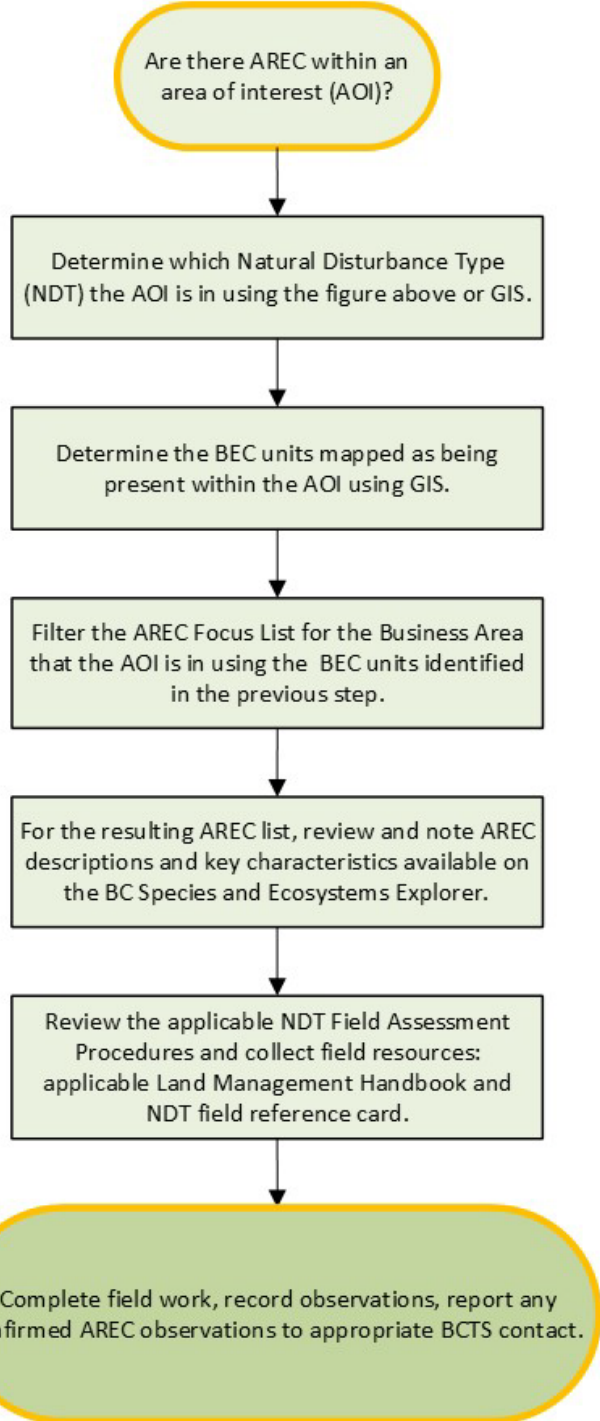 Are there AREC within an
area of interest (AOI)?
Determine which Natural Disturbance Type
(NDT) the AOI is in using the figure above or GIS.
Determine the BEC units mapped as being
present within the AOI using GIS.
Filter the AREC Focus List for the Business Area
that the AOI is in using the BEC units identified
in the previous step.
For the resulting AREC list, review and note AREC
descriptions and key characteristics available on
the BC Species and Ecosystems Explorer.
Review the applicable NDT Field Assessment
Procedures and collect field resources:
applicable Land Management Handbook and
NDT field reference card.
Complete field work, record observations, report any
firmed AREC observations to appropriate BCTS contact.